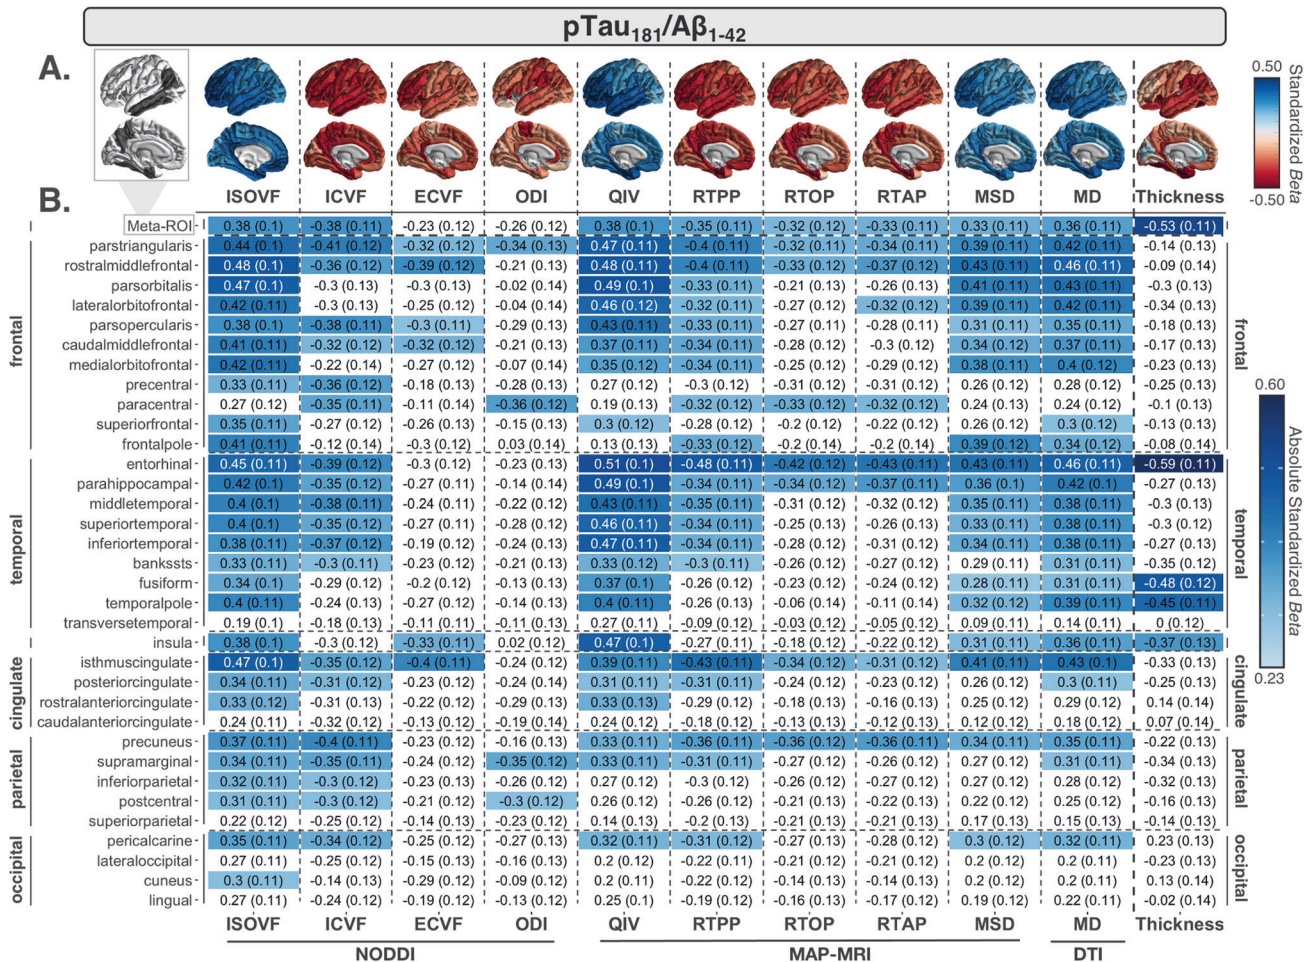 pTau181/Aβ1-42
A.
0.50
Standardized Beta
-0.50
ISOVF ICVF ECVF ODI QIV RTPP RTOP RTAP MSD MD Thickness
B.
Meta-ROI 0.38 (0.1) -0.38 (0.11) -0.23 (0.12) -0.26 (0.12) 0.38 (0.1) -0.35 (0.11) -0.32 (0.12) -0.33 (0.11) 0.33 (0.11) 0.36 (0.11) -0.53 (0.11)
frontal
parstriangularis 0.44 (0.1) -0.41 (0.12) -0.32 (0.12) -0.34 (0.13) 0.47 (0.11) -0.4 (0.11) -0.32 (0.11) -0.34 (0.11) 0.39 (0.11) 0.42 (0.11) -0.14 (0.13)
rostralmiddlefrontal 0.48 (0.1) -0.36 (0.12) -0.39 (0.12) -0.21 (0.13) 0.48 (0.11) -0.4 (0.11) -0.33 (0.12) -0.37 (0.12) 0.43 (0.11) 0.46 (0.11) -0.09 (0.14)
parsorbitalis 0.47 (0.1) -0.3 (0.13) -0.3 (0.13) -0.02 (0.14) 0.49 (0.1) -0.33 (0.11) -0.21 (0.13) -0.26 (0.13) 0.41 (0.11) 0.43 (0.11) -0.3 (0.13)
lateralorbitofrontal 0.42 (0.11) -0.3 (0.13) -0.25 (0.12) -0.04 (0.14) 0.46 (0.12) -0.32 (0.11) -0.27 (0.12) -0.32 (0.12) 0.39 (0.11) 0.42 (0.11) -0.34 (0.13)
parsopercularis 0.38 (0.1) -0.38 (0.11) -0.3 (0.11) -0.29 (0.13) 0.43 (0.11) -0.33 (0.11) -0.27 (0.11) -0.28 (0.11) 0.31 (0.11) 0.35 (0.11) -0.18 (0.13)
caudalmiddlefrontal 0.41 (0.11) -0.32 (0.12) -0.32 (0.12) -0.21 (0.13) 0.37 (0.11) -0.34 (0.11) -0.28 (0.12) -0.3 (0.12) 0.34 (0.12) 0.37 (0.11) -0.17 (0.13)
medialorbitofrontal 0.42 (0.11) -0.22 (0.14) -0.27 (0.12) -0.07 (0.14) 0.35 (0.12) -0.34 (0.11) -0.25 (0.12) -0.29 (0.12) 0.38 (0.11) 0.4 (0.12) -0.23 (0.13)
precentral 0.33 (0.11) -0.36 (0.12) -0.18 (0.13) -0.28 (0.13) 0.27 (0.12) -0.3 (0.12) -0.31 (0.12) -0.31 (0.12) 0.26 (0.12) 0.28 (0.12) -0.25 (0.13)
paracentral 0.27 (0.12) -0.35 (0.11) -0.11 (0.14) -0.36 (0.12) 0.19 (0.13) -0.32 (0.12) -0.33 (0.12) -0.32 (0.12) 0.24 (0.13) 0.24 (0.12) -0.1 (0.13)
superiorfrontal 0.35 (0.11) -0.27 (0.12) -0.26 (0.13) -0.15 (0.13) 0.3 (0.12) -0.28 (0.12) -0.2 (0.12) -0.22 (0.12) 0.26 (0.13) 0.3 (0.12) -0.13 (0.13)
frontalpole 0.41 (0.11) -0.12 (0.14) -0.3 (0.12) 0.03 (0.14) 0.13 (0.13) -0.33 (0.12) -0.2 (0.14) -0.2 (0.14) 0.39 (0.12) 0.34 (0.12) -0.08 (0.14)
frontal
temporal
entorhinal 0.45 (0.11) -0.39 (0.12) -0.3 (0.12) -0.23 (0.13) 0.51 (0.1) -0.48 (0.11) -0.42 (0.12) -0.43 (0.11) 0.43 (0.11) 0.46 (0.11) -0.59 (0.11)
parahippocampal 0.42 (0.1) -0.35 (0.12) -0.27 (0.11) -0.14 (0.14) 0.49 (0.1) -0.34 (0.11) -0.34 (0.12) -0.37 (0.11) 0.36 (0.1) 0.42 (0.1) -0.27 (0.13)
middletemporal 0.4 (0.1) -0.38 (0.11) -0.24 (0.11) -0.22 (0.12) 0.43 (0.11) -0.35 (0.11) -0.31 (0.12) -0.32 (0.12) 0.35 (0.11) 0.38 (0.11) -0.3 (0.13)
superiortemporal 0.4 (0.1) -0.35 (0.12) -0.27 (0.11) -0.28 (0.12) 0.46 (0.11) -0.34 (0.11) -0.25 (0.13) -0.26 (0.13) 0.33 (0.11) 0.38 (0.11) -0.3 (0.12)
inferiortemporal 0.38 (0.11) -0.37 (0.12) -0.19 (0.12) -0.24 (0.13) 0.47 (0.11) -0.34 (0.11) -0.28 (0.12) -0.31 (0.12) 0.34 (0.11) 0.38 (0.11) -0.27 (0.13)
bankssts 0.33 (0.11) -0.3 (0.11) -0.23 (0.12) -0.24 (0.13) 0.33 (0.12) -0.3 (0.11) -0.27 (0.12) -0.27 (0.12) 0.29 (0.11) 0.31 (0.11) -0.35 (0.12)
fusiform 0.34 (0.1) -0.29 (0.12) -0.2 (0.12) -0.13 (0.13) 0.37 (0.1) -0.26 (0.12) -0.23 (0.12) -0.24 (0.12) 0.28 (0.11) 0.31 (0.11) -0.48 (0.12)
temporalpole 0.4 (0.11) -0.24 (0.13) -0.27 (0.12) -0.14 (0.13) 0.4 (0.11) -0.26 (0.13) -0.06 (0.14) -0.11 (0.14) 0.32 (0.12) 0.39 (0.11) -0.45 (0.11)
transversetemporal 0.19 (0.1) -0.18 (0.13) -0.11 (0.11) -0.11 (0.13) 0.27 (0.11) -0.09 (0.12) -0.03 (0.12) -0.05 (0.12) 0.09 (0.11) 0.14 (0.11) 0 (0.12)
temporal
insula 0.38 (0.1) -0.3 (0.12) -0.33 (0.11) 0.02 (0.12) 0.47 (0.1) -0.27 (0.11) -0.18 (0.12) -0.22 (0.12) 0.31 (0.11) 0.36 (0.11) -0.37 (0.13)
cingulate
isthmuscingulate 0.47 (0.1) -0.35 (0.12) -0.4 (0.11) -0.24 (0.12) 0.39 (0.11) -0.43 (0.11) -0.34 (0.12) -0.31 (0.12) 0.41 (0.11) 0.43 (0.1) -0.33 (0.13)
posteriorcingulate 0.34 (0.11) -0.31 (0.12) -0.23 (0.12) -0.24 (0.14) 0.31 (0.11) -0.31 (0.11) -0.24 (0.12) -0.23 (0.12) 0.26 (0.12) 0.3 (0.11) -0.25 (0.13)
rostralanteriorcingulate 0.33 (0.12) -0.31 (0.13) -0.22 (0.12) -0.29 (0.13) 0.33 (0.13) -0.29 (0.12) -0.18 (0.13) -0.16 (0.13) 0.25 (0.12) 0.29 (0.12) 0.14 (0.14)
caudalanteriorcingulate 0.24 (0.11) -0.32 (0.12) -0.13 (0.12) -0.19 (0.14) 0.24 (0.12) -0.18 (0.12) -0.13 (0.12) -0.13 (0.12) 0.12 (0.12) 0.18 (0.12) 0.07 (0.14)
cingulate
parietal
precuneus 0.37 (0.11) -0.4 (0.11) -0.23 (0.12) -0.16 (0.13) 0.33 (0.11) -0.36 (0.11) -0.36 (0.12) -0.36 (0.11) 0.34 (0.11) 0.35 (0.11) -0.22 (0.13)
supramarginal 0.34 (0.11) -0.35 (0.11) -0.24 (0.12) -0.35 (0.12) 0.33 (0.11) -0.31 (0.11) -0.27 (0.12) -0.26 (0.12) 0.27 (0.12) 0.31 (0.11) -0.34 (0.13)
inferiorparietal 0.32 (0.11) -0.3 (0.12) -0.23 (0.13) -0.26 (0.12) 0.27 (0.12) -0.3 (0.12) -0.26 (0.12) -0.27 (0.12) 0.27 (0.11) 0.28 (0.12) -0.32 (0.13)
postcentral 0.31 (0.11) -0.3 (0.12) -0.21 (0.12) -0.3 (0.12) 0.26 (0.12) -0.26 (0.12) -0.21 (0.13) -0.22 (0.13) 0.22 (0.12) 0.25 (0.12) -0.16 (0.13)
superiorparietal 0.22 (0.12) -0.25 (0.12) -0.14 (0.13) -0.23 (0.12) 0.14 (0.13) -0.2 (0.13) -0.21 (0.13) -0.21 (0.13) 0.17 (0.13) 0.15 (0.13) -0.14 (0.13)
parietal
occipital
pericalcarine 0.35 (0.11) -0.34 (0.12) -0.25 (0.12) -0.27 (0.13) 0.32 (0.11) -0.31 (0.12) -0.27 (0.13) -0.28 (0.12) 0.3 (0.12) 0.32 (0.11) 0.23 (0.13)
lateraloccipital 0.27 (0.11) -0.25 (0.12) -0.15 (0.13) -0.16 (0.13) 0.2 (0.12) -0.22 (0.11) -0.21 (0.12) -0.21 (0.12) 0.2 (0.12) 0.2 (0.11) -0.23 (0.13)
cuneus 0.3 (0.11) -0.14 (0.13) -0.29 (0.12) -0.09 (0.12) 0.2 (0.11) -0.22 (0.12) -0.14 (0.13) -0.14 (0.13) 0.2 (0.12) 0.2 (0.11) 0.13 (0.14)
lingual 0.27 (0.11) -0.24 (0.12) -0.19 (0.12) -0.13 (0.12) 0.25 (0.1) -0.19 (0.12) -0.16 (0.13) -0.17 (0.12) 0.19 (0.12) 0.22 (0.11) -0.02 (0.14)
occipital
0.60
Absolute Standardized Beta
0.23
ISOVF ICVF ECVF ODI QIV RTPP RTOP RTAP MSD MD Thickness
NODDI MAP-MRI DTI